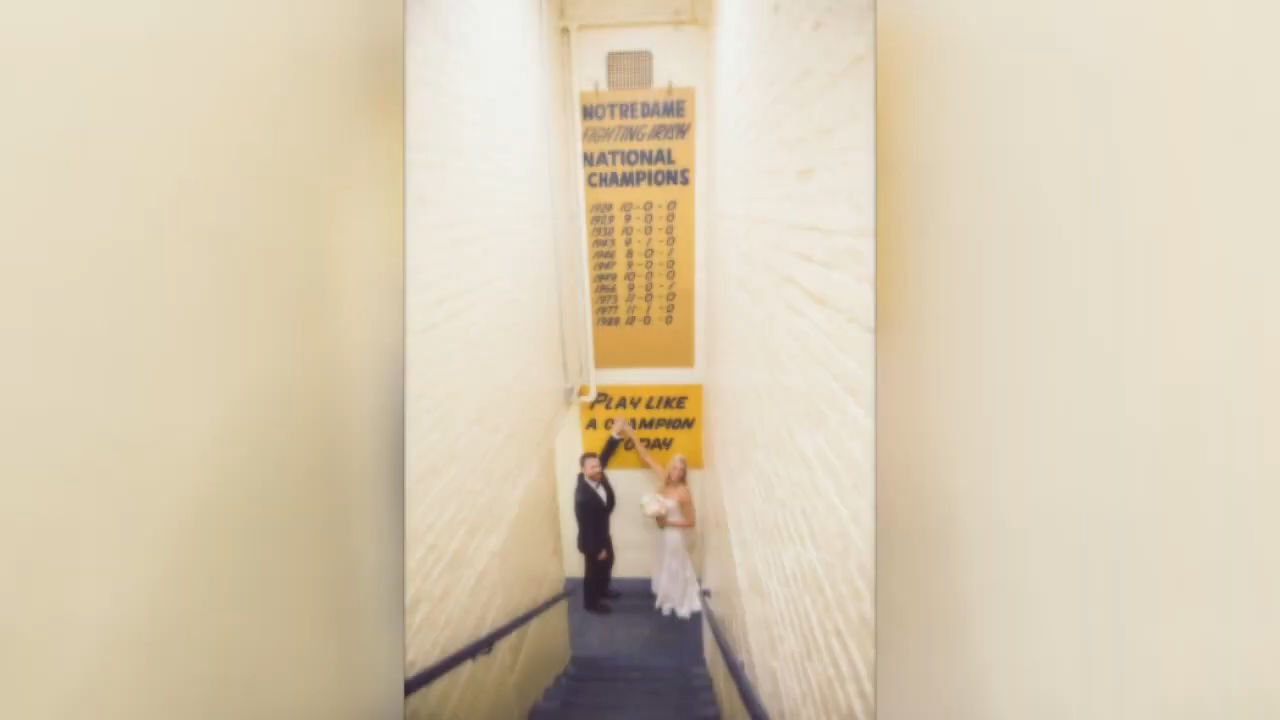 NOTRE DAME
FIGHTING IRISH
NATIONAL
CHAMPIONS
1924 10-0-0
1929 9-0-0
1930 10-0-0
1943 9-1-0
1946 8-0-1
1947 9-0-0
1949 10-0-0
1966 9-0-1
1973 11-0-0
1977 11-1-0
1988 12-0-0
PLAY LIKE
A CHAMPION
TODAY